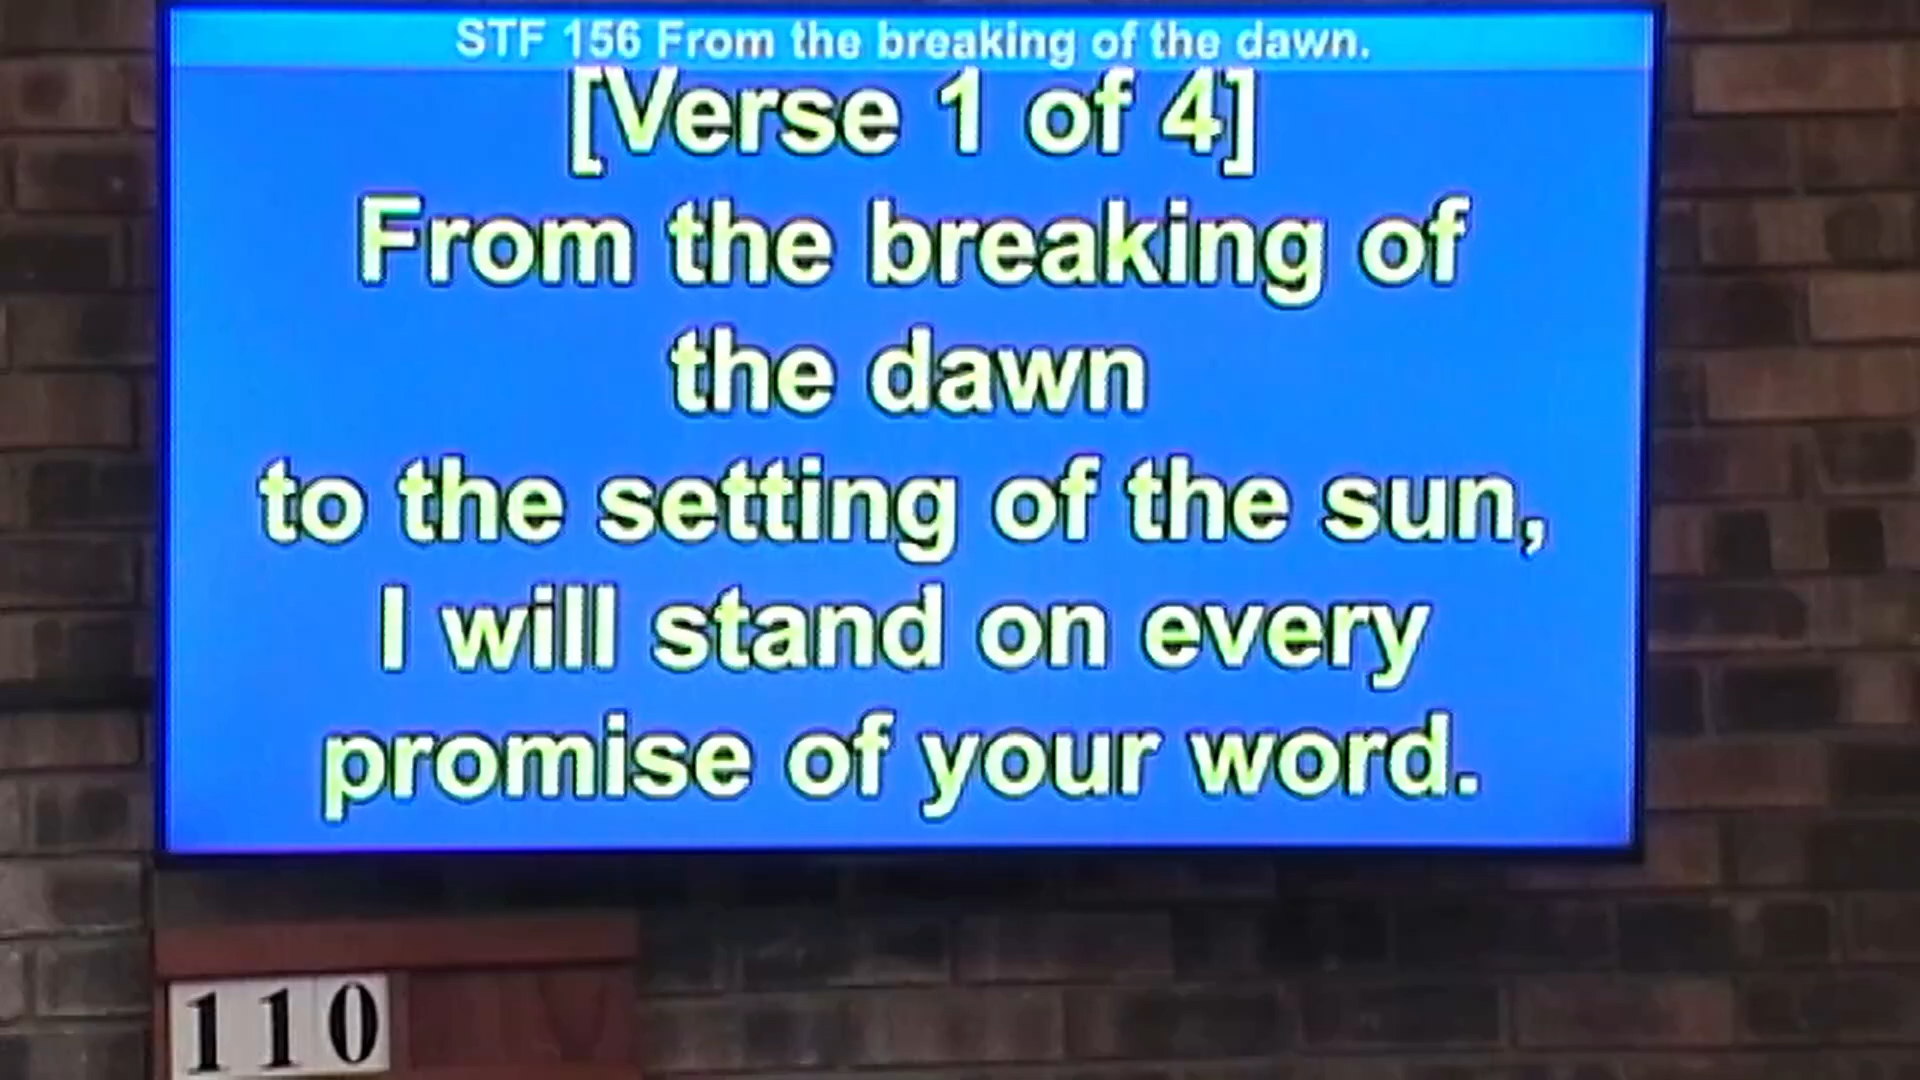 STF 156 From the breaking of the dawn.
[Verse 1 of 4]
From the breaking of
the dawn
to the setting of the sun,
I will stand on every
promise of your word.
110